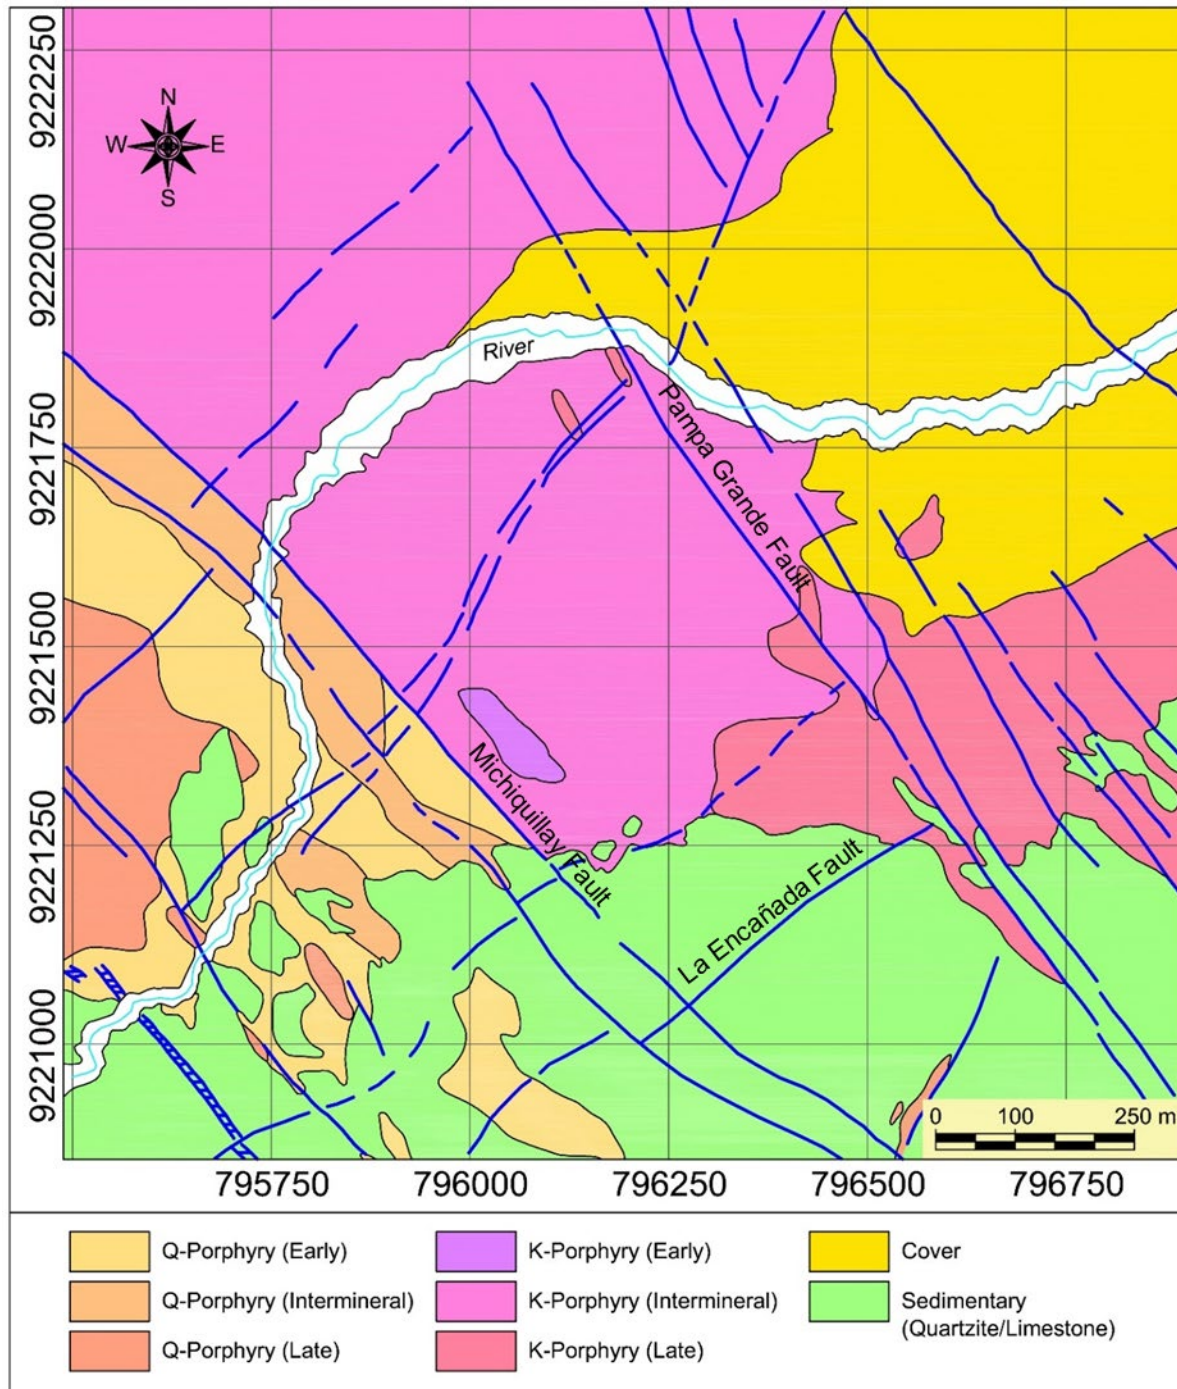 9222250
9222000
9221750
9221500
9221250
9221000
N
W
E
S
River
Pampa Grande Fault
Michiquillay Fault
La Encañada Fault
0 100 250 m
795750 796000 796250 796500 796750
Q-Porphyry (Early)
Q-Porphyry (Intermineral)
Q-Porphyry (Late)
K-Porphyry (Early)
K-Porphyry (Intermineral)
K-Porphyry (Late)
Cover
Sedimentary
(Quartzite/Limestone)